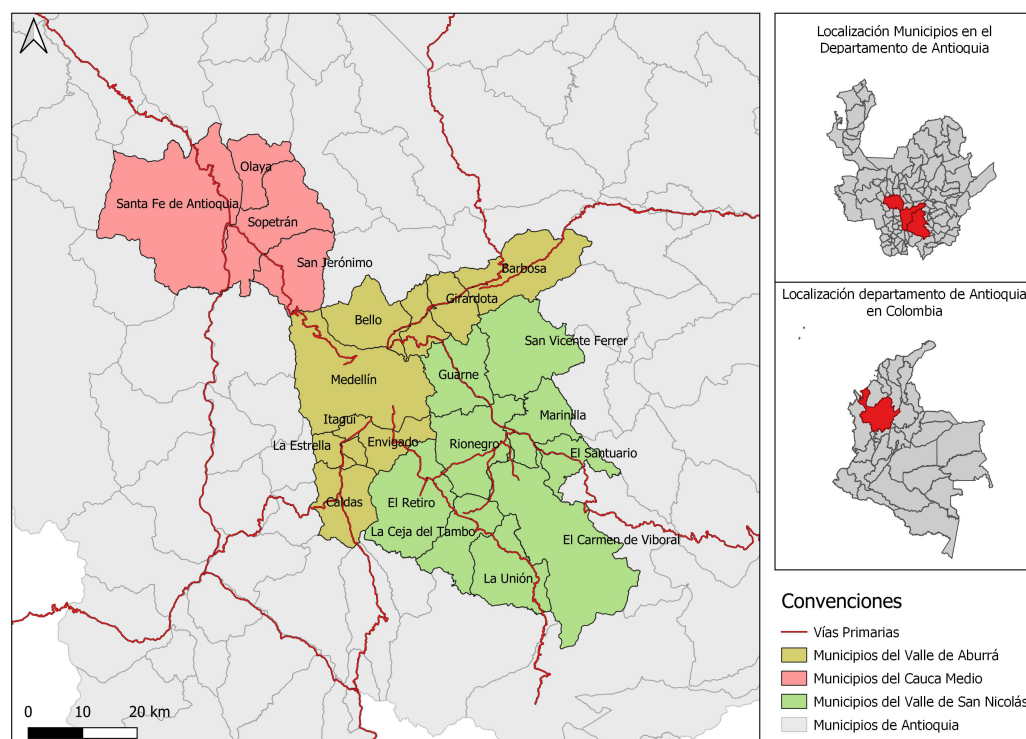 Olaya
Santa Fe de Antioquia
Sopetrán
San Jerónimo
Barbosa
Girardota
Bello
San Vicente Ferrer
Guarne
Medellín
Marinilla
Itagui
La Estrella
Envigado
Rionegro
El Santuario
Caldas
El Retiro
La Ceja del Tambo
El Carmen de Viboral
La Unión
0 10 20 km
Localización Municipios en el
Departamento de Antioquia
Localización departamento de Antioquia
en Colombia
Convenciones
Vías Primarias
Municipios del Valle de Aburrá
Municipios del Cauca Medio
Municipios del Valle de San Nicolás
Municipios de Antioquia